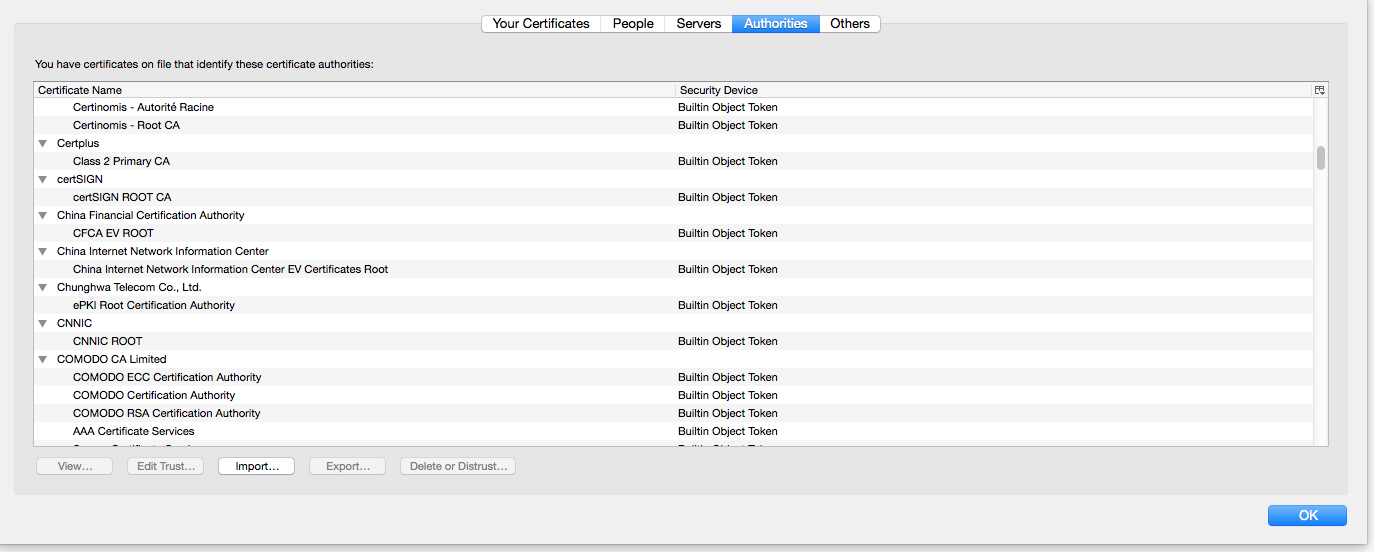 Your Certificates People Servers Authorities Others
You have certificates on file that identify these certificate authorities:
Certificate Name Security Device
Certinomis - Autorité Racine Builtin Object Token
Certinomis - Root CA Builtin Object Token
Certplus
Class 2 Primary CA Builtin Object Token
certSIGN
certSIGN ROOT CA Builtin Object Token
China Financial Certification Authority
CFCA EV ROOT Builtin Object Token
China Internet Network Information Center
China Internet Network Information Center EV Certificates Root Builtin Object Token
Chunghwa Telecom Co., Ltd.
ePKI Root Certification Authority Builtin Object Token
CNNIC
CNNIC ROOT Builtin Object Token
COMODO CA Limited
COMODO ECC Certification Authority Builtin Object Token
COMODO Certification Authority Builtin Object Token
COMODO RSA Certification Authority Builtin Object Token
AAA Certificate Services Builtin Object Token
View... Edit Trust... Import... Export... Delete or Distrust...
OK